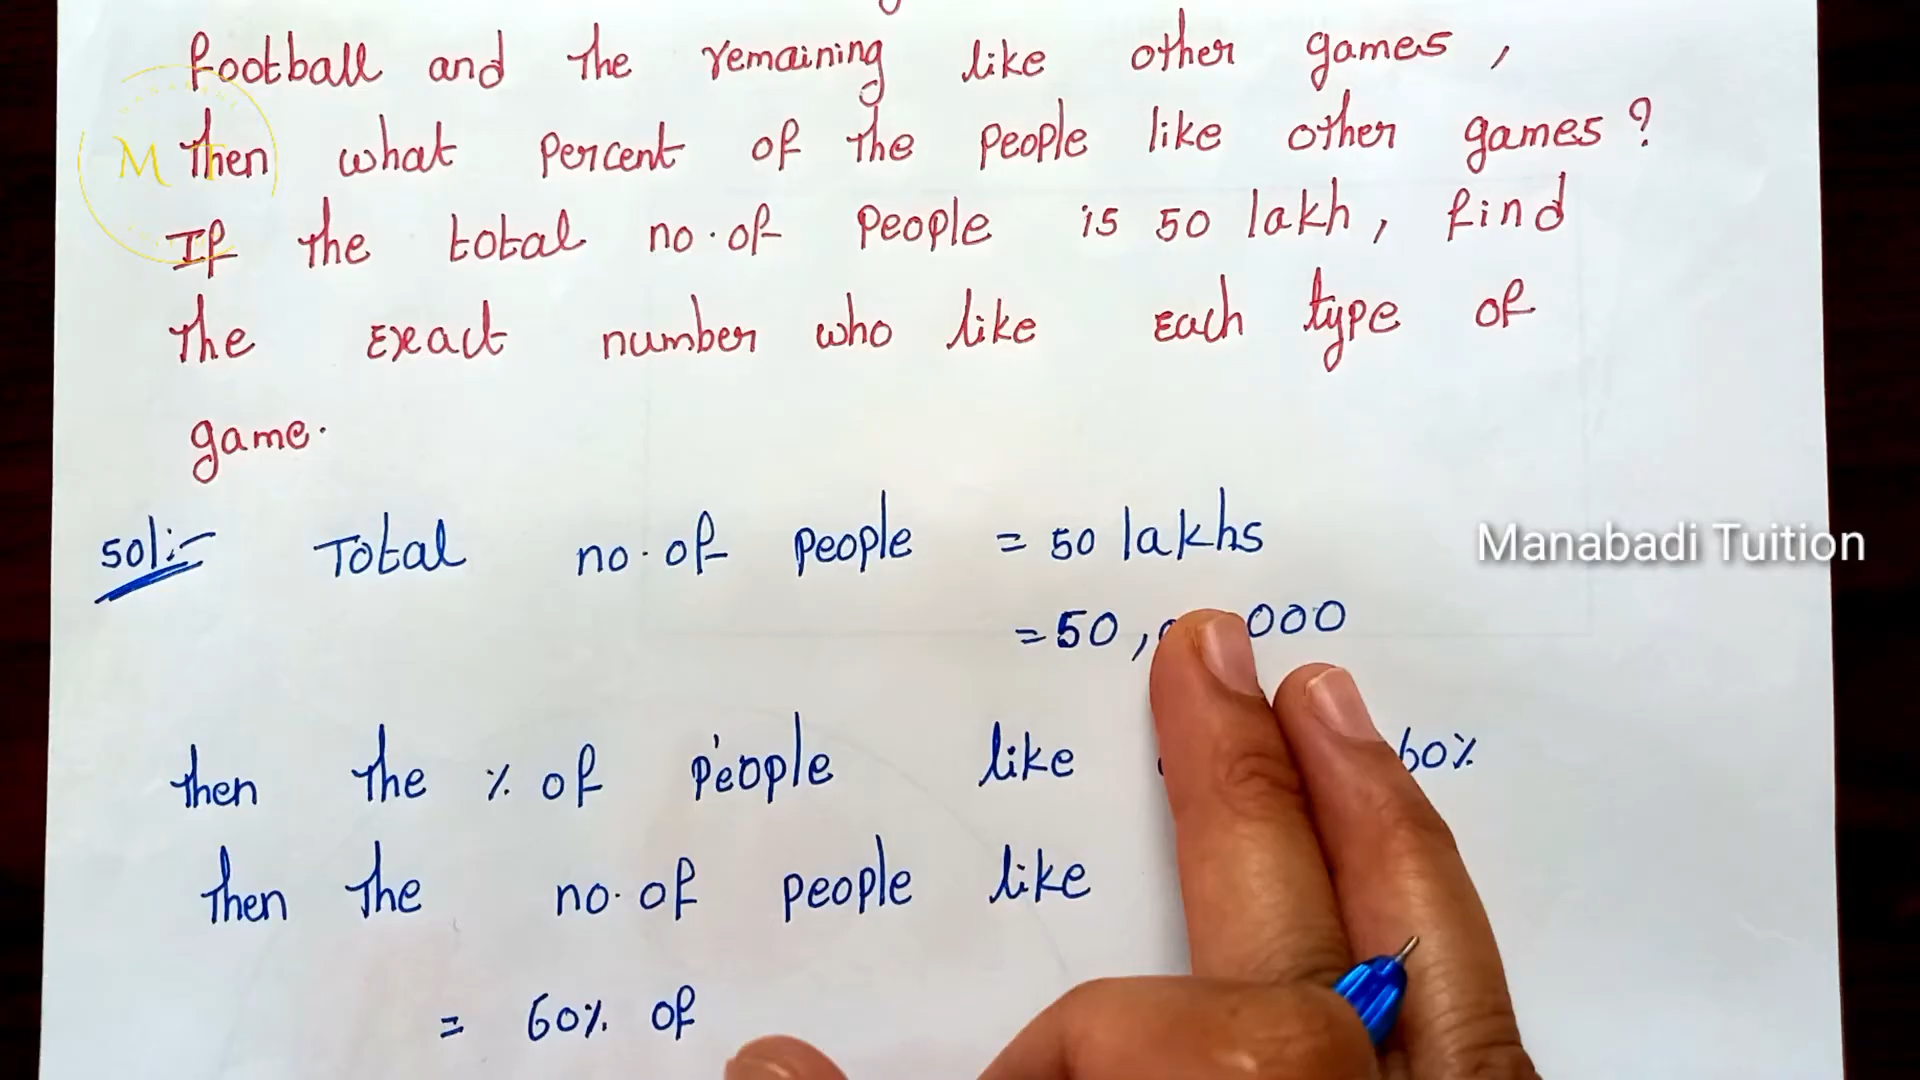 football and the remaining like other games,
then what percent of the people like other games?
If the total no. of people is 50 lakh, find
the exact number who like each type of
game.
Sol:- Total no. of people = 50 lakhs
Manabadi Tuition
= 50, 000
then the % of people like 60%
then the no. of people like
= 60% of